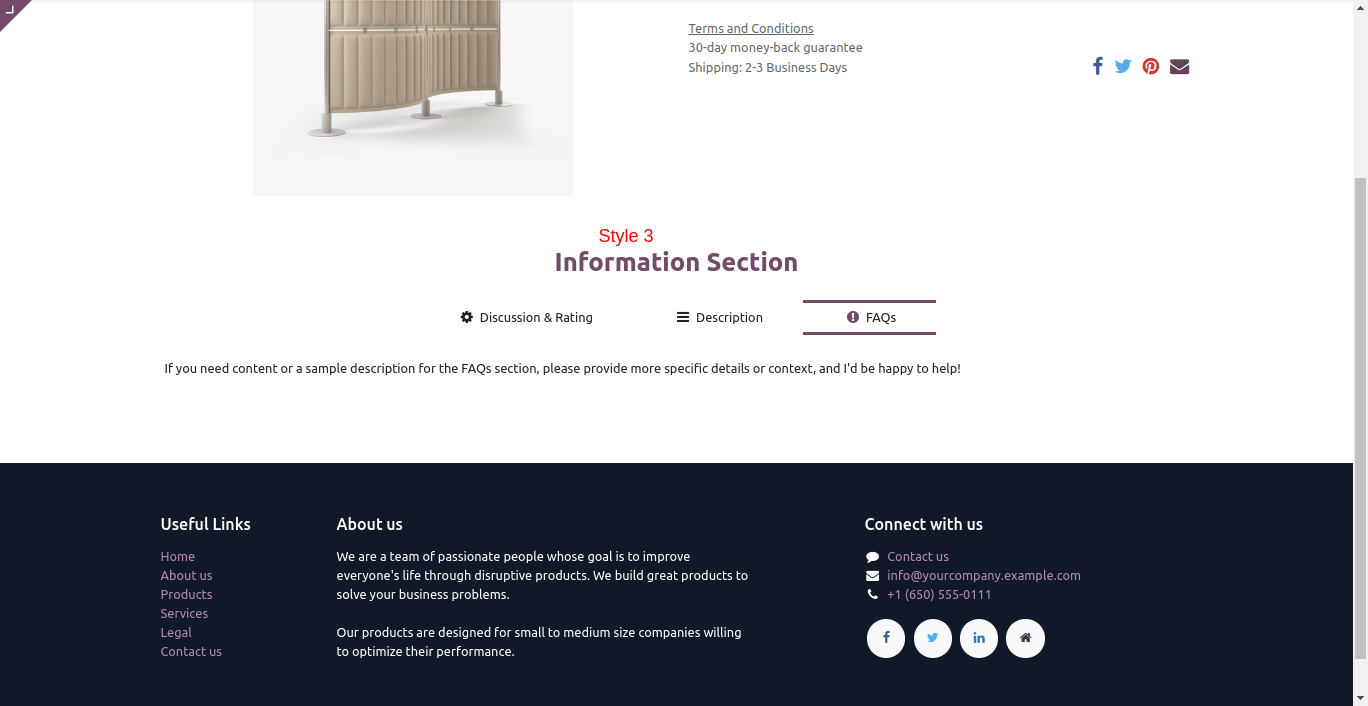 Terms and Conditions
30-day money-back guarantee
Shipping: 2-3 Business Days
Style 3
Information Section
Discussion & Rating
Description
FAQs
If you need content or a sample description for the FAQs section, please provide more specific details or context, and I'd be happy to help!
Useful Links
Home
About us
Products
Services
Legal
Contact us
About us
We are a team of passionate people whose goal is to improve
everyone's life through disruptive products. We build great products to
solve your business problems.
Our products are designed for small to medium size companies willing
to optimize their performance.
Connect with us
Contact us
info@yourcompany.example.com
+1 (650) 555-0111